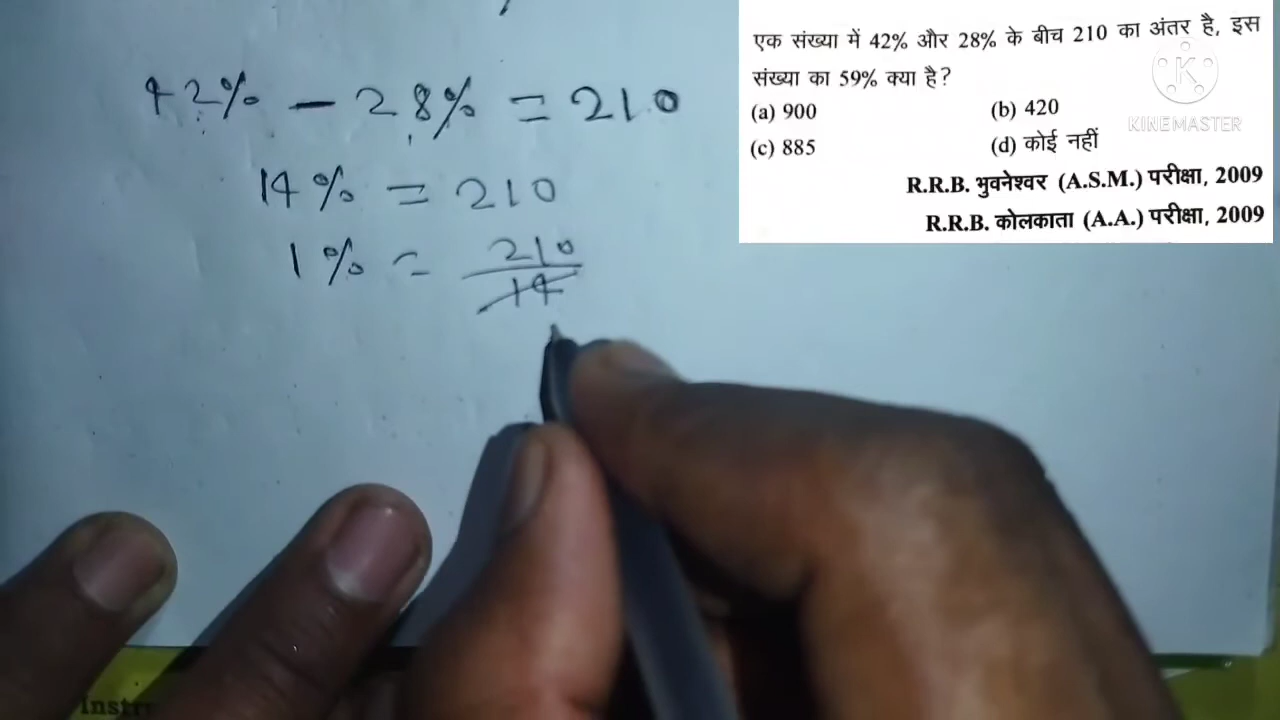 42% - 28% = 210
14% = 210
1% = 210/14
एक संख्या में 42% और 28% के बीच 210 का अंतर है, इस
संख्या का 59% क्या है?
(a) 900 (b) 420
(c) 885 (d) कोई नहीं
R.R.B. भुवनेश्वर (A.S.M.) परीक्षा, 2009
R.R.B. कोलकाता (A.A.) परीक्षा, 2009
KINEMASTER